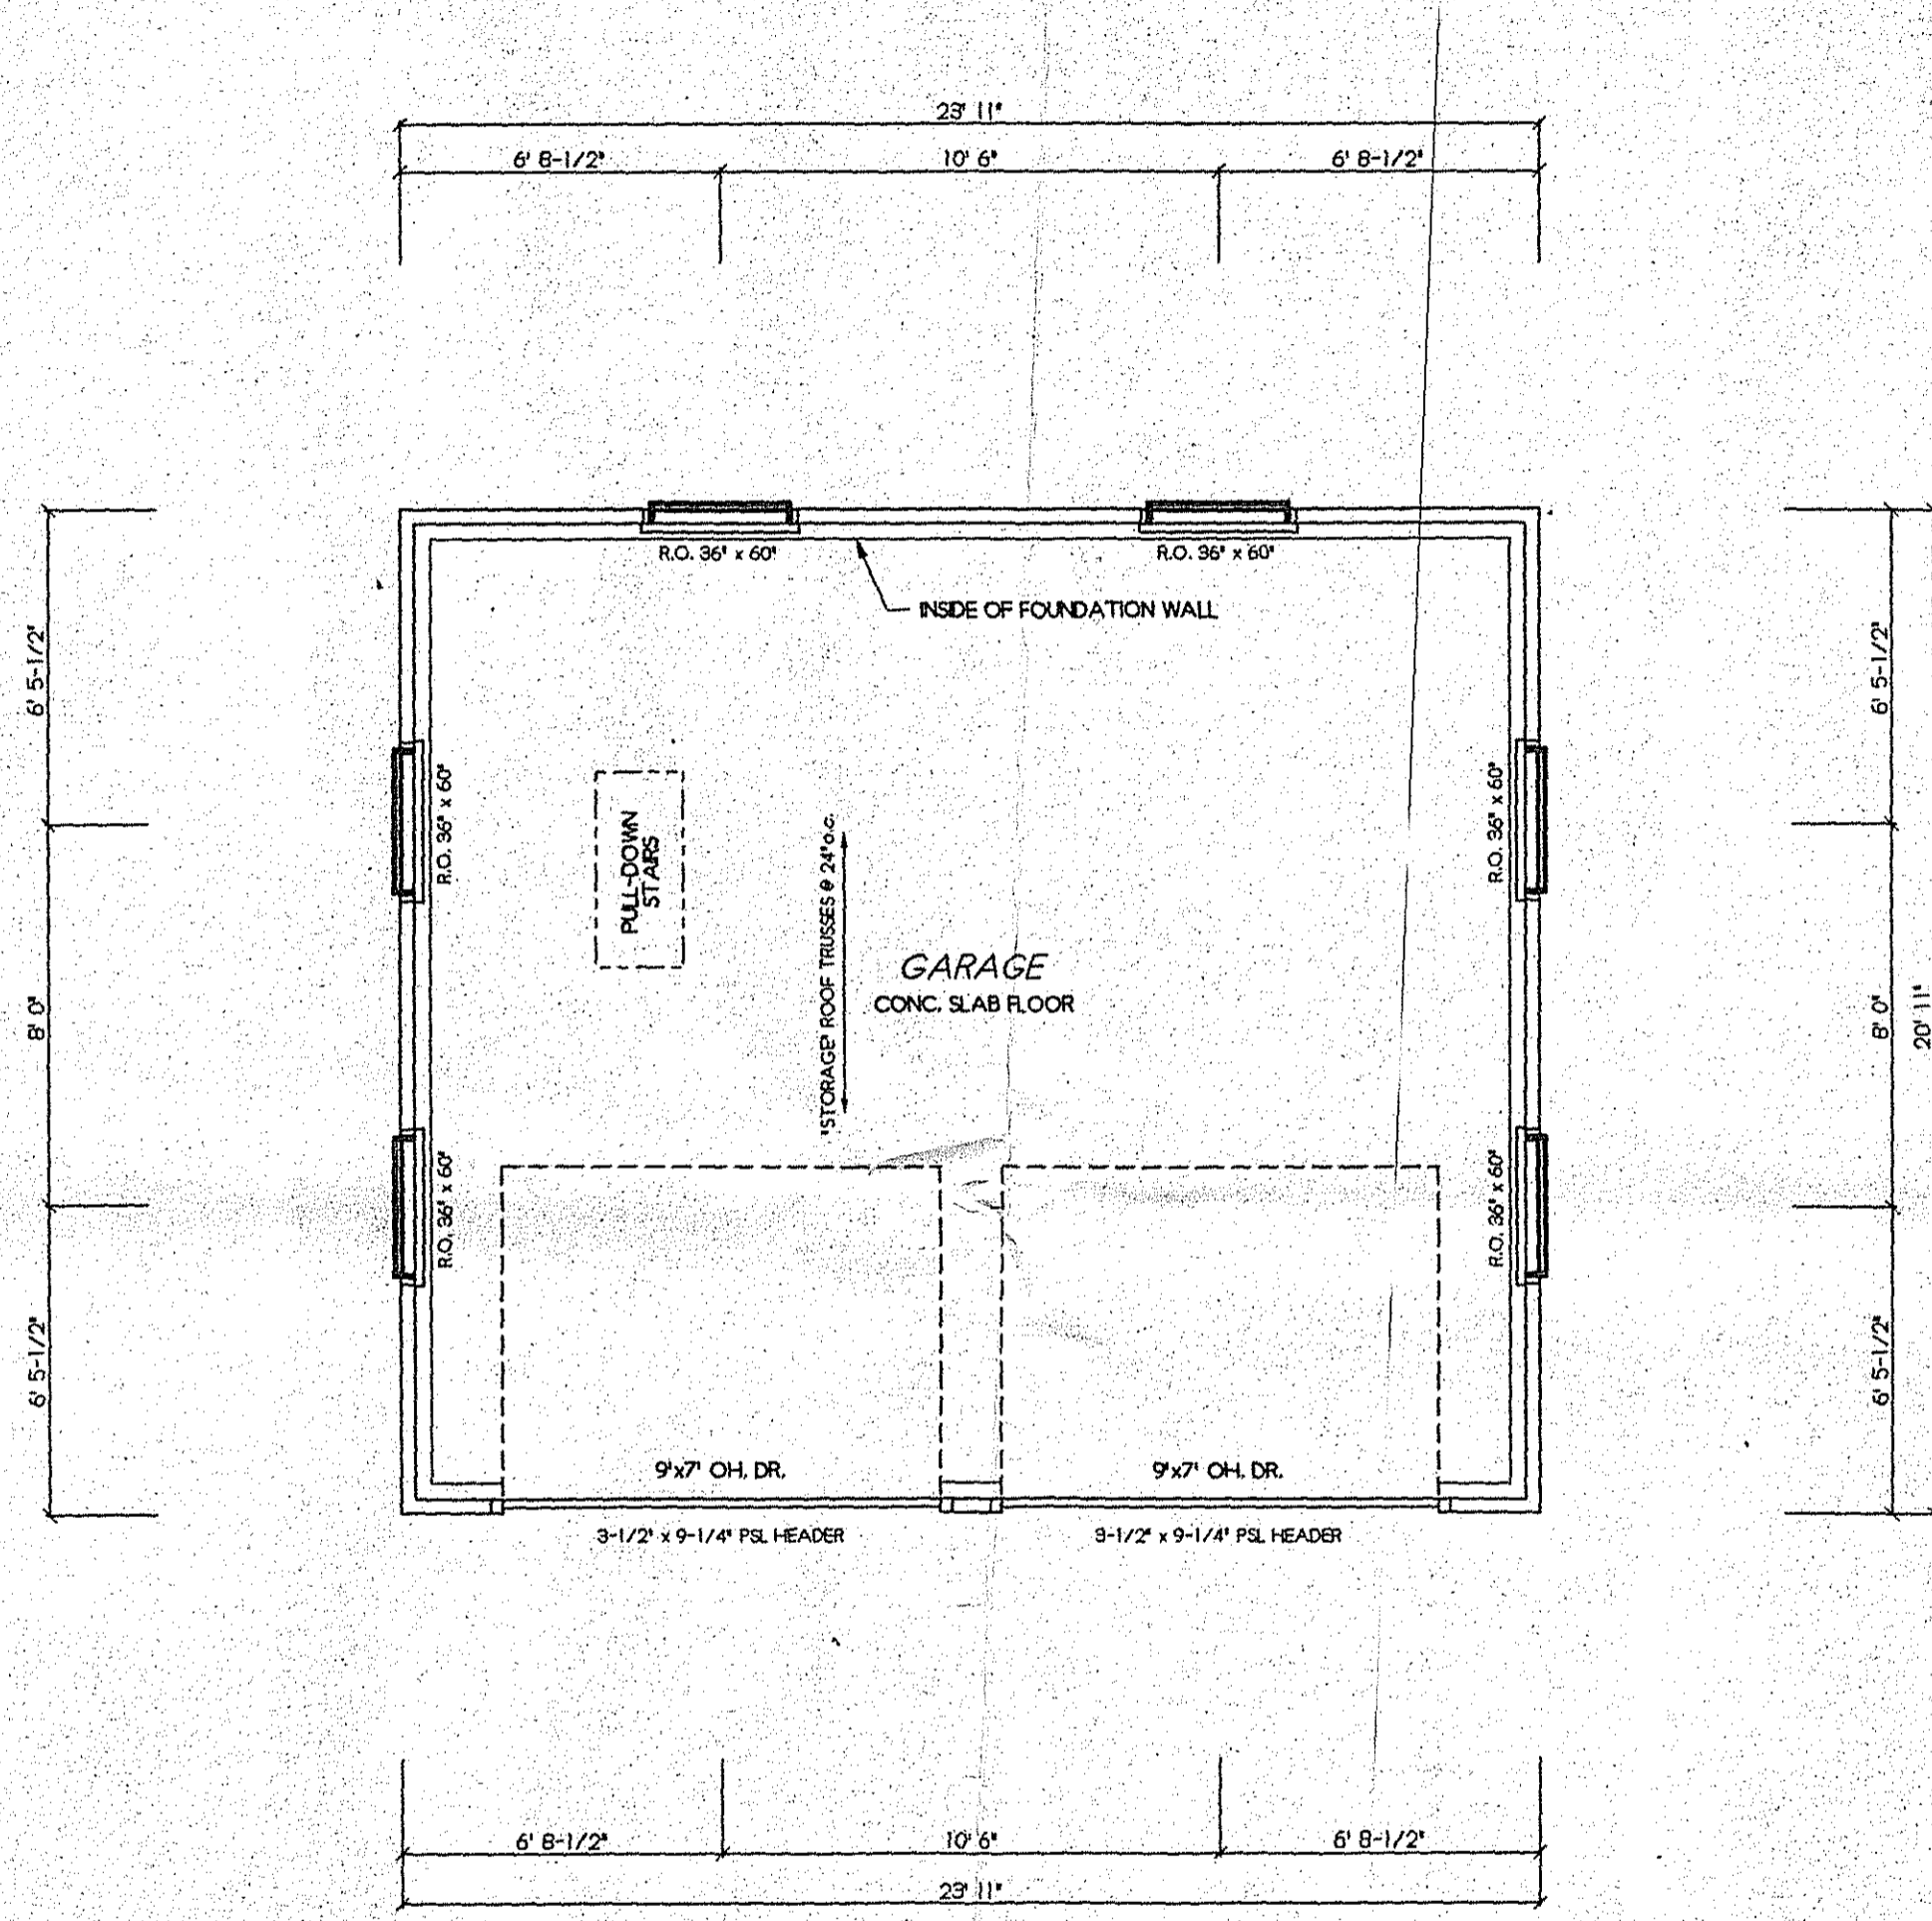 23' 11"
6' 8-1/2" 10' 6" 6' 8-1/2"
R.O. 36" x 60" R.O. 36" x 60"
INSIDE OF FOUNDATION WALL
6' 5-1/2" 6' 5-1/2"
R.O. 36" x 60" R.O. 36" x 60"
PULL-DOWN
STAIRS
"STORAGE" ROOF TRUSSES @ 24" o.c.
GARAGE
CONC. SLAB FLOOR
8' 0" 8' 0" 20' 11"
R.O. 36" x 60" R.O. 36" x 60"
6' 5-1/2" 6' 5-1/2"
9'x7' OH. DR. 9'x7' OH. DR.
3-1/2" x 9-1/4" PSL HEADER 3-1/2" x 9-1/4" PSL HEADER
6' 8-1/2" 10' 6" 6' 8-1/2"
23' 11"